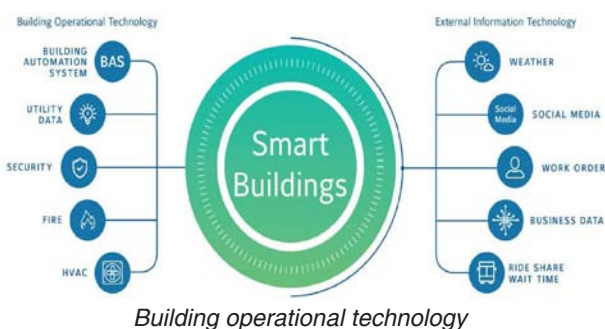 Building Operational Technology
BUILDING
AUTOMATION
SYSTEM
BAS
UTILITY
DATA
SECURITY
FIRE
HVAC
Smart
Buildings
External Information Technology
WEATHER
Social
Media
SOCIAL MEDIA
WORK ORDER
BUSINESS DATA
RIDE SHARE
WAIT TIME
Building operational technology